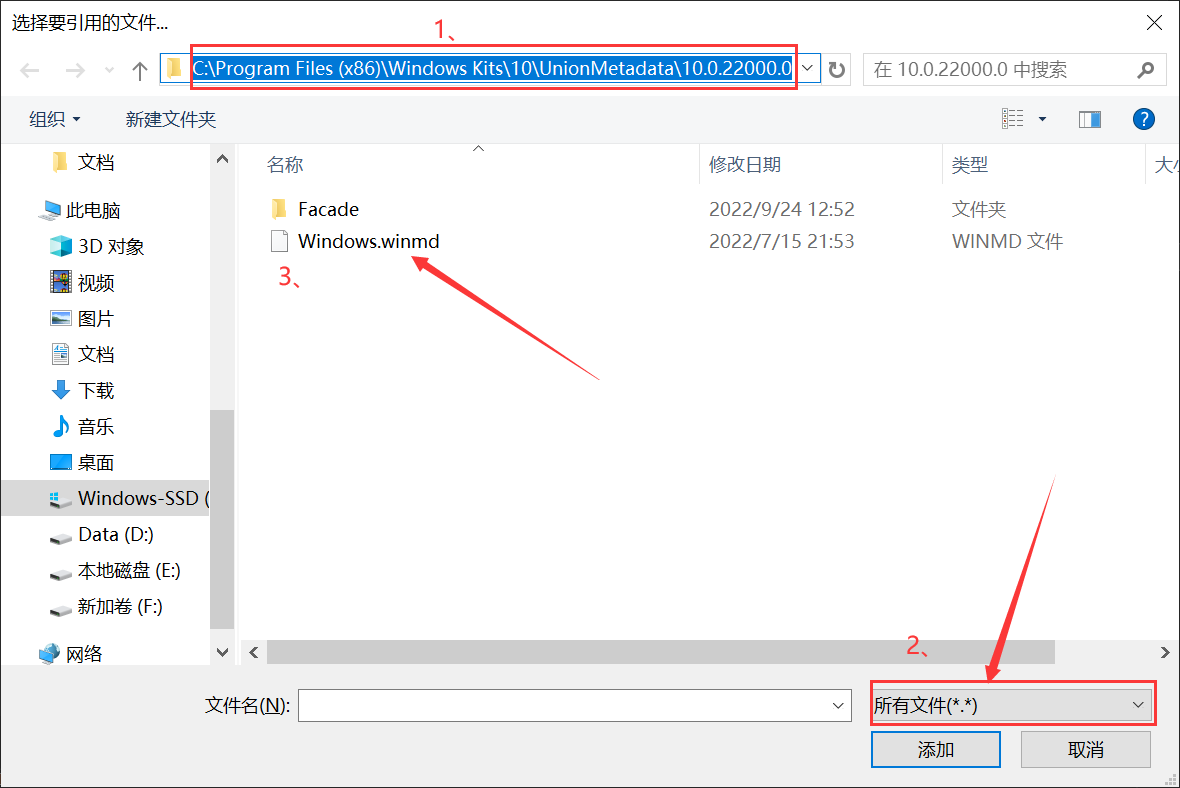 选择要引用的文件...
1、
C:\Program Files (x86)\Windows Kits\10\UnionMetadata\10.0.22000.0
在 10.0.22000.0 中搜索
组织
新建文件夹
?
文档
此电脑
3D 对象
视频
图片
文档
下载
音乐
桌面
Windows-SSD (
Data (D:)
本地磁盘 (E:)
新加卷 (F:)
网络
名称 修改日期 类型 大小
Facade 2022/9/24 12:52 文件夹
Windows.winmd 2022/7/15 21:53 WINMD 文件
3、
2、
文件名(N):
所有文件(*.*)
添加 取消